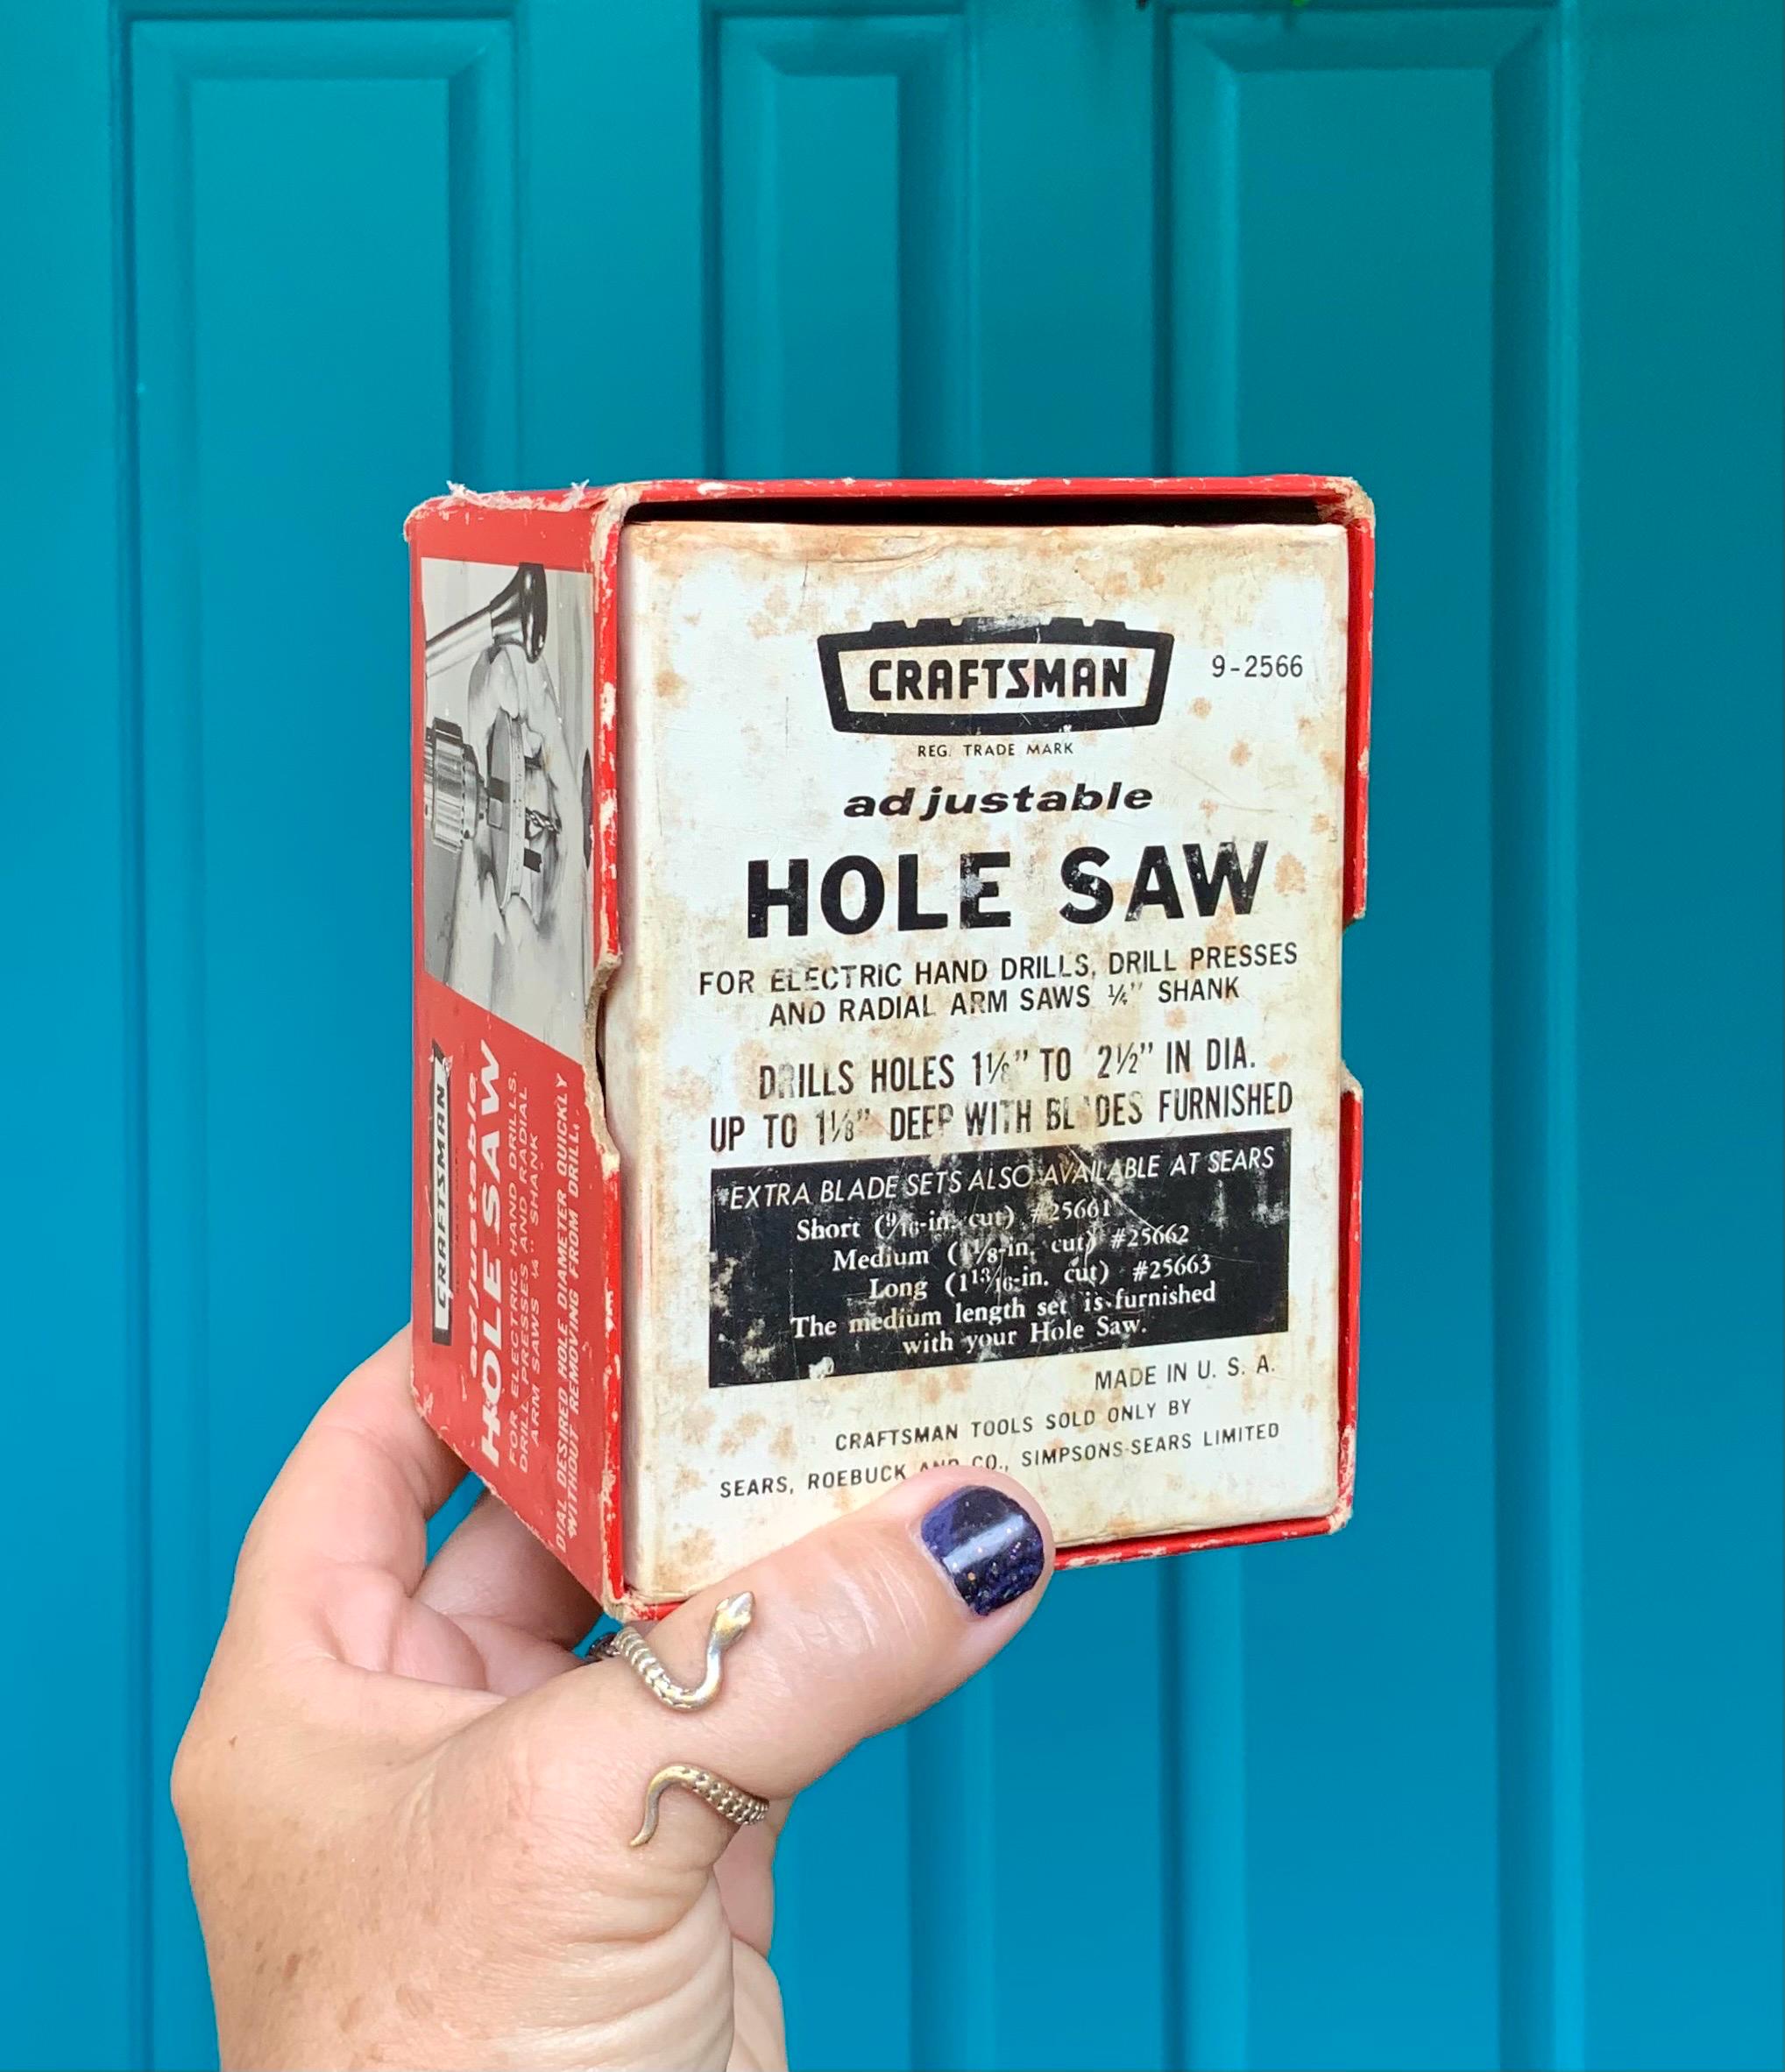 CRAFTSMAN
9-2566
REG. TRADE MARK
adjustable
HOLE SAW
FOR ELECTRIC HAND DRILLS, DRILL PRESSES
AND RADIAL ARM SAWS ¼" SHANK
DRILLS HOLES 1⅛" TO 2½" IN DIA.
UP TO 1⅛" DEEP WITH BLADES FURNISHED
EXTRA BLADE SETS ALSO AVAILABLE AT SEARS
Short (9/16-in. cut) #25661
Medium (1⅛-in. cut) #25662
Long (1 13/16-in. cut) #25663
The medium length set is furnished
with your Hole Saw.
MADE IN U. S. A.
CRAFTSMAN TOOLS SOLD ONLY BY
SEARS, ROEBUCK AND CO., SIMPSONS-SEARS LIMITED
CRAFTSMAN
adjustable
HOLE SAW
FOR ELECTRIC HAND DRILLS,
DRILL PRESSES AND RADIAL
ARM SAWS ¼" SHANK
DIAL DESIRED HOLE DIAMETER QUICKLY
WITHOUT REMOVING FROM DRILL.